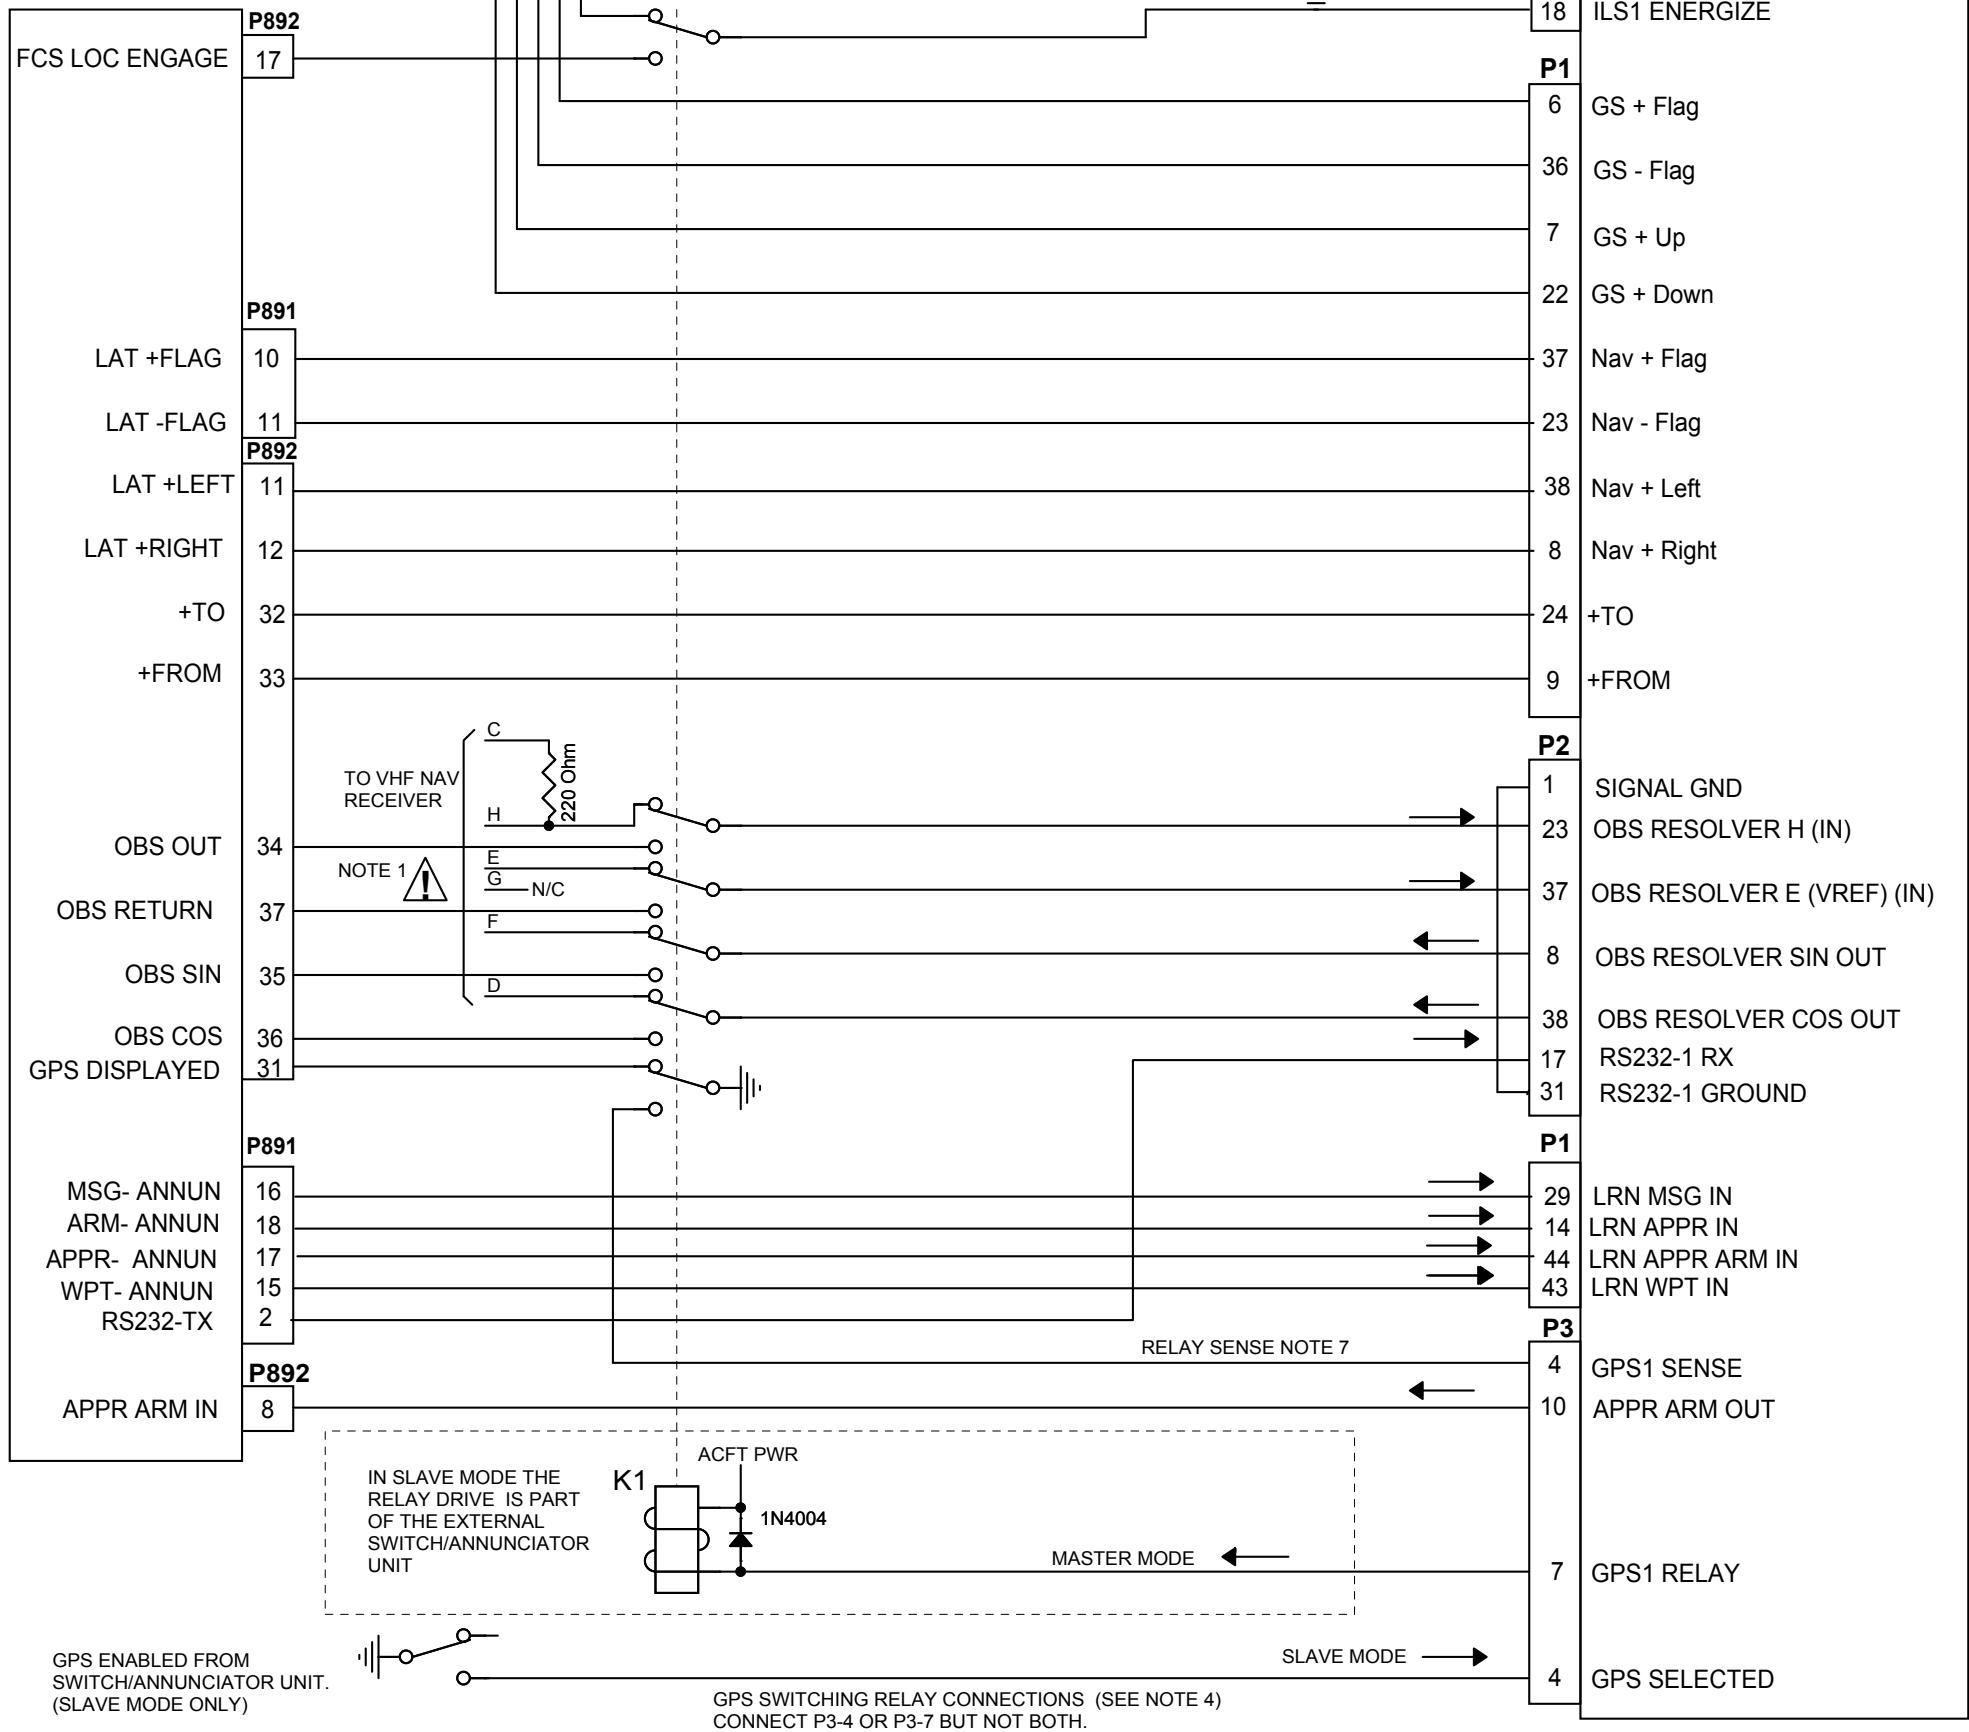 P892
18 ILS1 ENERGIZE
FCS LOC ENGAGE 17
P1
6 GS + Flag
36 GS - Flag
7 GS + Up
22 GS + Down
P891
LAT +FLAG 10 37 Nav + Flag
LAT -FLAG 11 23 Nav - Flag
P892
LAT +LEFT 11 38 Nav + Left
LAT +RIGHT 12 8 Nav + Right
+TO 32 24 +TO
+FROM 33 9 +FROM
C
P2
TO VHF NAV
RECEIVER
220 Ohm
1 SIGNAL GND
H
23 OBS RESOLVER H (IN)
OBS OUT 34
E
NOTE 1
!
G N/C
37 OBS RESOLVER E (VREF) (IN)
OBS RETURN 37
F
8 OBS RESOLVER SIN OUT
OBS SIN 35
D
38 OBS RESOLVER COS OUT
OBS COS 36
17 RS232-1 RX
GPS DISPLAYED 31
31 RS232-1 GROUND
P891
P1
MSG- ANNUN 16 29 LRN MSG IN
ARM- ANNUN 18 14 LRN APPR IN
APPR- ANNUN 17 44 LRN APPR ARM IN
WPT- ANNUN 15 43 LRN WPT IN
RS232-TX 2
P3
RELAY SENSE NOTE 7
4 GPS1 SENSE
P892
APPR ARM IN 8 10 APPR ARM OUT
ACFT PWR
K1
IN SLAVE MODE THE
RELAY DRIVE IS PART
OF THE EXTERNAL
SWITCH/ANNUNCIATOR
UNIT
1N4004
MASTER MODE
7 GPS1 RELAY
GPS ENABLED FROM
SWITCH/ANNUNCIATOR UNIT.
(SLAVE MODE ONLY)
SLAVE MODE
4 GPS SELECTED
GPS SWITCHING RELAY CONNECTIONS (SEE NOTE 4)
CONNECT P3-4 OR P3-7 BUT NOT BOTH.